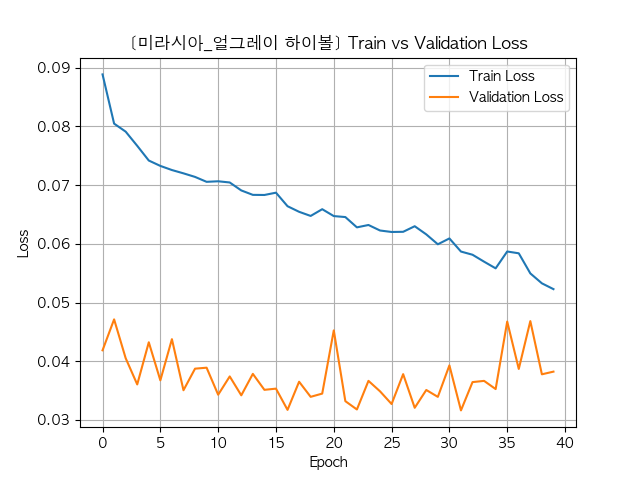 [미라시아_얼그레이 하이볼] Train vs Validation Loss
Train Loss
Validation Loss
Loss
0.09
0.08
0.07
0.06
0.05
0.04
0.03
0 5 10 15 20 25 30 35 40
Epoch